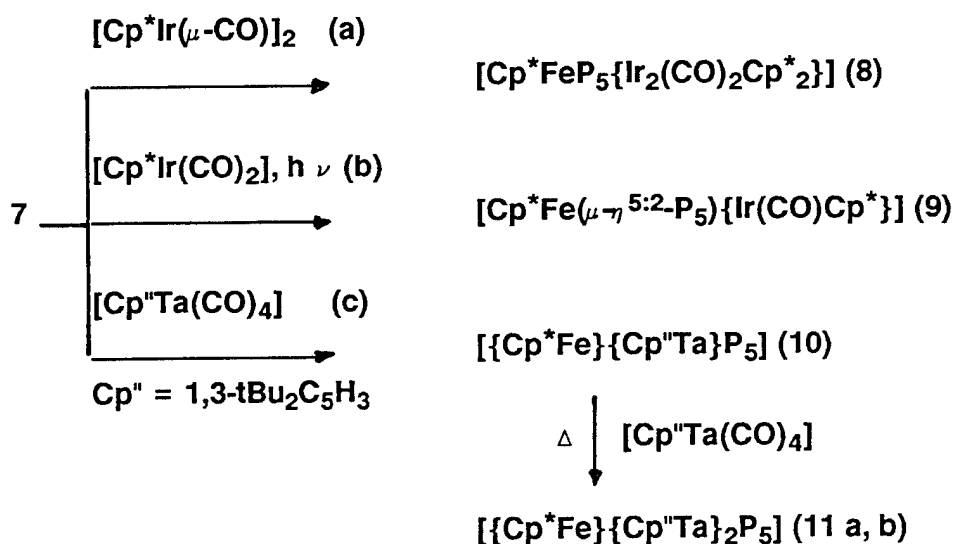 [Cp*Ir(μ-CO)]₂ (a)
[Cp*FeP₅{Ir₂(CO)₂Cp*₂}] (8)
[Cp*Ir(CO)₂], h ν (b)
7
[Cp*Fe(μ-η⁵:²-P₅){Ir(CO)Cp*}] (9)
[Cp"Ta(CO)₄] (c)
[{Cp*Fe}{Cp"Ta}P₅] (10)
Cp" = 1,3-tBu₂C₅H₃
Δ [Cp"Ta(CO)₄]
[{Cp*Fe}{Cp"Ta}₂P₅] (11 a, b)